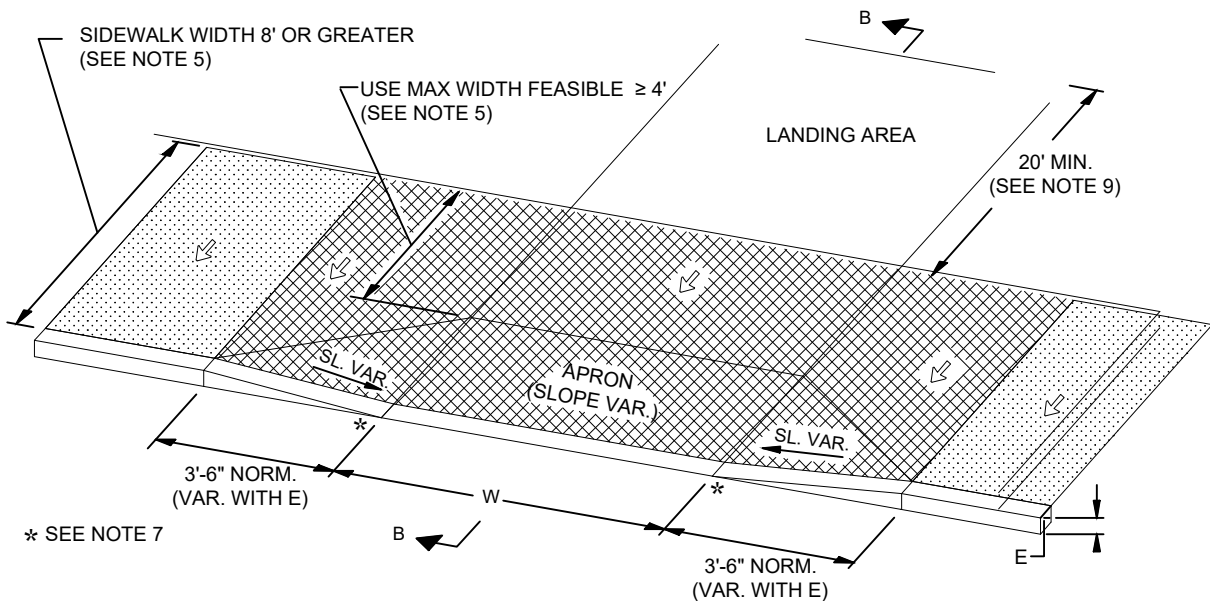 B
SIDEWALK WIDTH 8' OR GREATER
(SEE NOTE 5)
USE MAX WIDTH FEASIBLE ≥ 4'
(SEE NOTE 5)
LANDING AREA
20' MIN.
(SEE NOTE 9)
SL. VAR.
APRON
(SLOPE VAR.)
SL. VAR.
*
3'-6" NORM.
(VAR. WITH E)
W
*
* SEE NOTE 7
B
3'-6" NORM.
(VAR. WITH E)
E